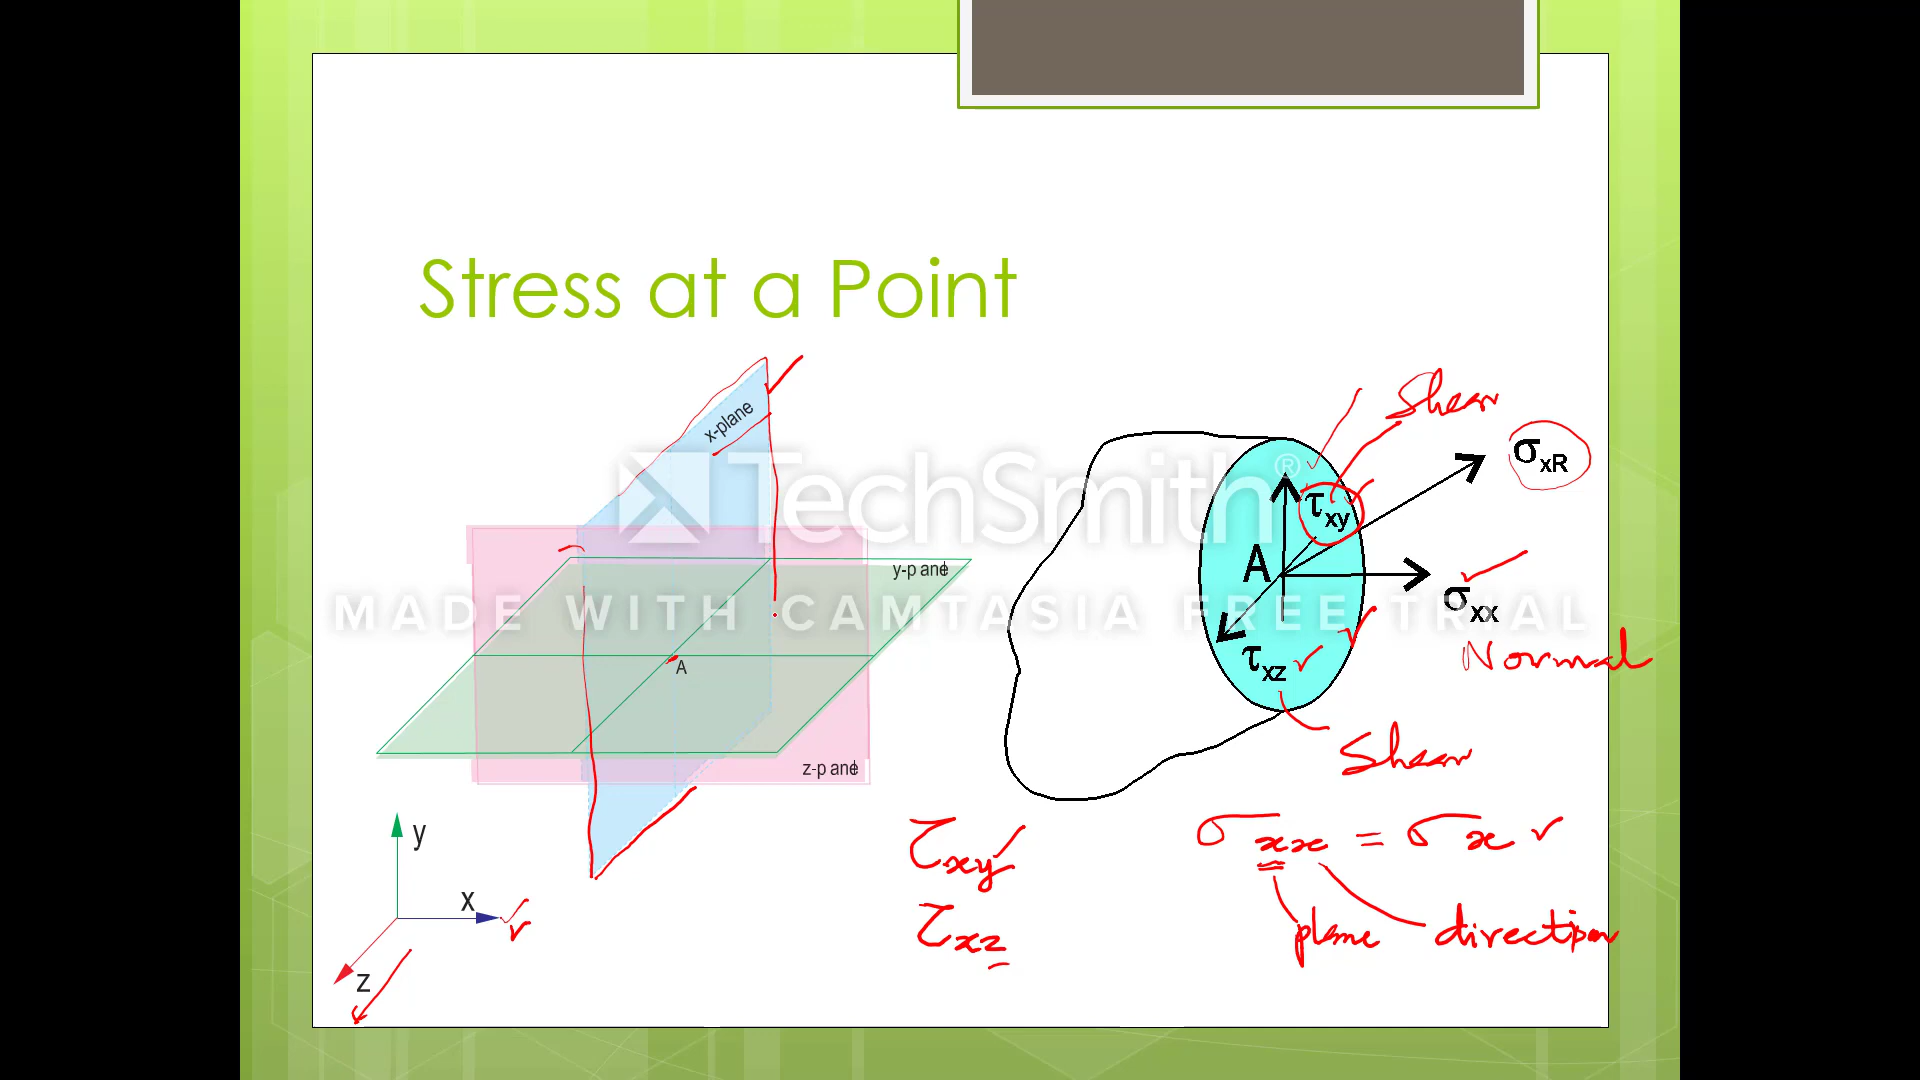 Stress at a Point
x-plane
y-plane
z-plane
A
y
x
z
Shear
σxR
τxy
A
σxx
Normal
τxz
Shear
τxy
τxz
σxx = σx
plane direction
TechSmith®
MADE WITH CAMTASIA FREE TRIAL